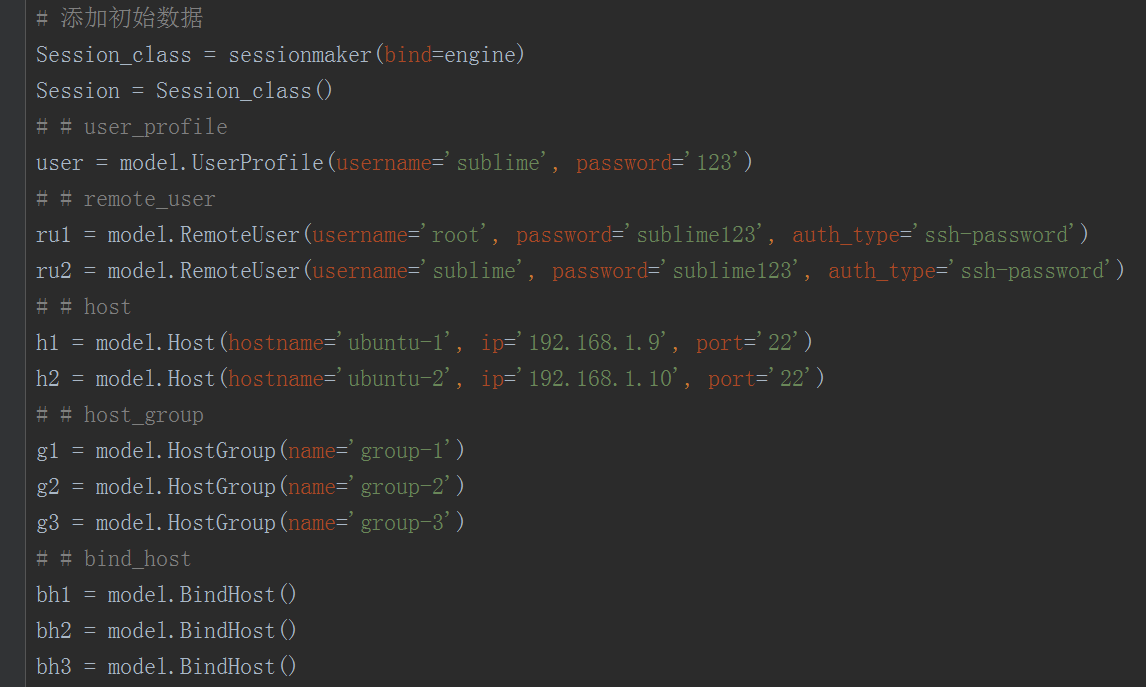 # 添加初始数据
Session_class = sessionmaker(bind=engine)
Session = Session_class()
# # user_profile
user = model.UserProfile(username='sublime', password='123')
# # remote_user
ru1 = model.RemoteUser(username='root', password='sublime123', auth_type='ssh-password')
ru2 = model.RemoteUser(username='sublime', password='sublime123', auth_type='ssh-password')
# # host
h1 = model.Host(hostname='ubuntu-1', ip='192.168.1.9', port='22')
h2 = model.Host(hostname='ubuntu-2', ip='192.168.1.10', port='22')
# # host_group
g1 = model.HostGroup(name='group-1')
g2 = model.HostGroup(name='group-2')
g3 = model.HostGroup(name='group-3')
# # bind_host
bh1 = model.BindHost()
bh2 = model.BindHost()
bh3 = model.BindHost()